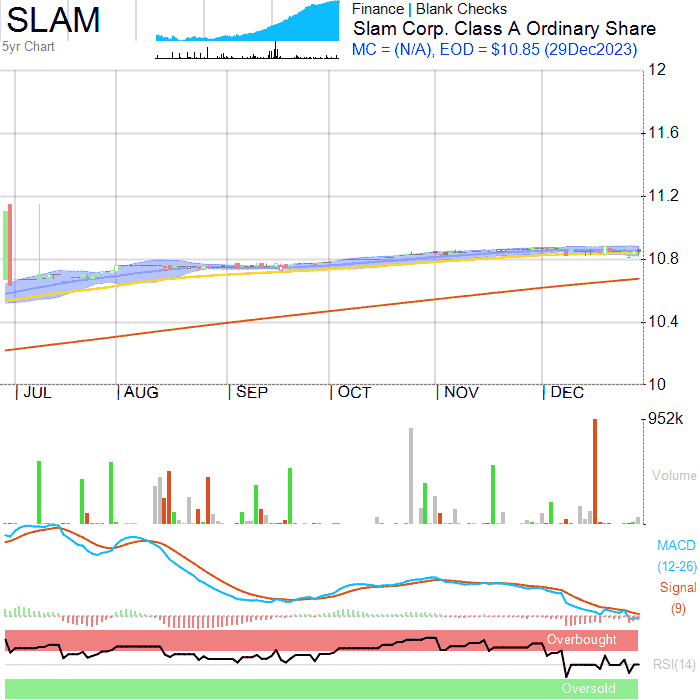 SLAM
5yr Chart
Finance | Blank Checks
Slam Corp. Class A Ordinary Share
MC = (N/A), EOD = $10.85 (29Dec2023)
12
11.6
11.2
10.8
10.4
10
JUL AUG SEP OCT NOV DEC
952k
Volume
MACD
(12-26)
Signal
(9)
Overbought
RSI(14)
Oversold